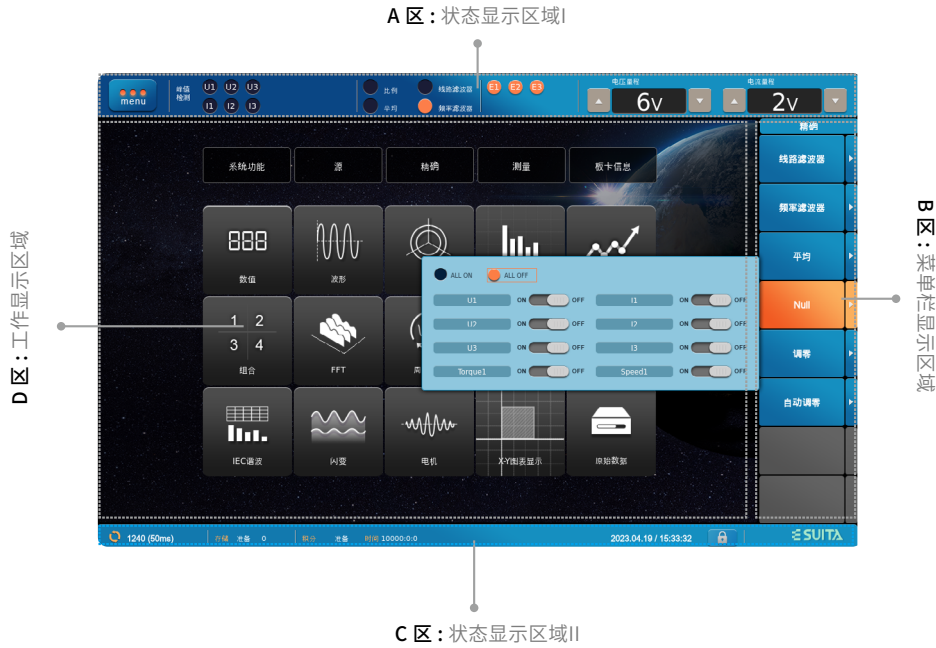 A 区：状态显示区域I
menu
峰值
检测
U1 U2 U3
I1 I2 I3
比例
平均
线路滤波器
频率滤波器
E1 E2 E3
电压量程
6V
电流量程
2V
精确
线路滤波器
频率滤波器
平均
Null
调零
自动调零
系统功能 源 精确 测量 板卡信息
888
数值 波形
1 2
3 4
组合 FFT 周
ALL ON ALL OFF
U1 ON OFF I1 ON OFF
U2 ON OFF I2 ON OFF
U3 ON OFF I3 ON OFF
Torque1 ON OFF Speed1 ON OFF
IEC谐波 闪变 电机 X-Y图表显示 原始数据
1240 (50ms) 存储 准备 0 积分 准备 时间 10000:0:0 2023.04.19 / 15:33:32 SUITA
B 区：菜单栏显示区域
D 区：工作显示区域
C 区：状态显示区域II